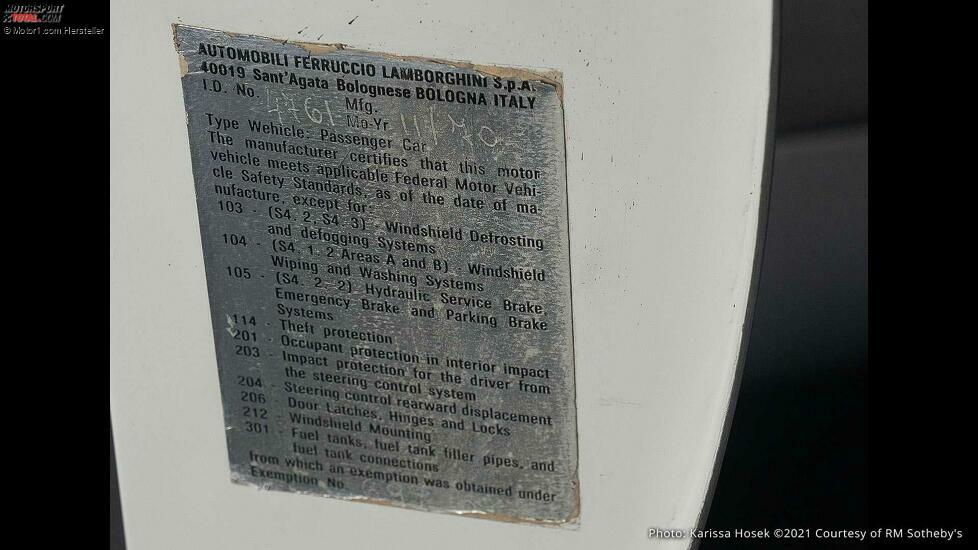 MOTORSPORT
TOTAL.COM
© Motor1.com Hersteller
AUTOMOBILI FERRUCCIO LAMBORGHINI S.p.A.
40019 Sant'Agata Bolognese BOLOGNA ITALY
I.D. No. 4761 Mfg.
Mo-Yr 11/70
Type Wehicle: Passenger Car
The manufacturer certifies that this motor
vehicle meets applicable Federal Motor Vehi-
cle Safety Standards, as of the date of ma-
nufacture, except for:
103 - (S4. 2. S4 3) - Windshield Defrosting
and defogging Systems
104 - (S4. 1. 2 Areas A and B) - Windshield
Wiping and Washing Systems
105 - (S4. 2. 2) Hydraulic Service Brake,
Emergency Brake and Parking Brake
Systems
114 - Theft protection
201 - Occupant protection in interior impact
203 - Impact protection for the driver from
the steering control system
204 - Steering control rearward displacement
206 - Door Latches, Hinges and Locks
212 - Windshield Mounting
301 - Fuel tanks, fuel tank filler pipes, and
fuel tank connections
from which an exemption was obtained under
Exemption No.
Photo: Karissa Hosek ©2021 Courtesy of RM Sotheby's